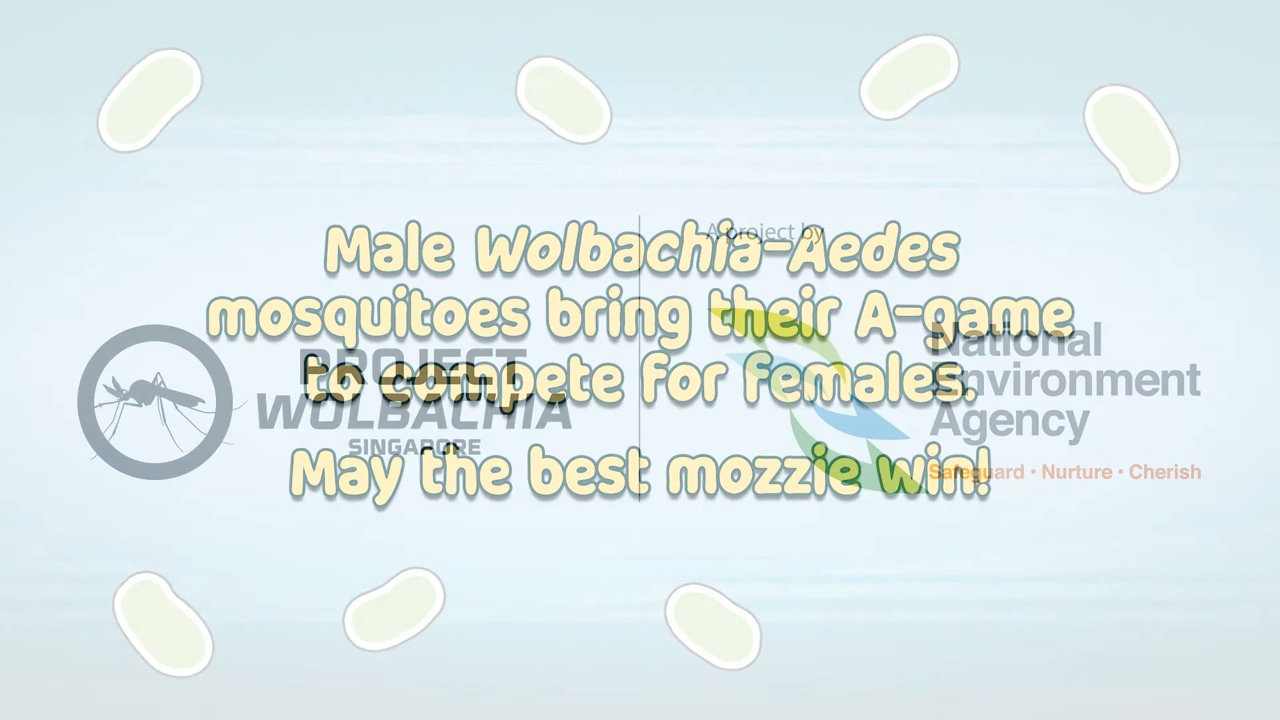 Male Wolbachia-Aedes
mosquitoes bring their A-game
to compete for females.
May the best mozzie win!
PROJECT
WOLBACHIA
SINGAPORE
A project by
National
Environment
Agency
Safeguard • Nurture • Cherish